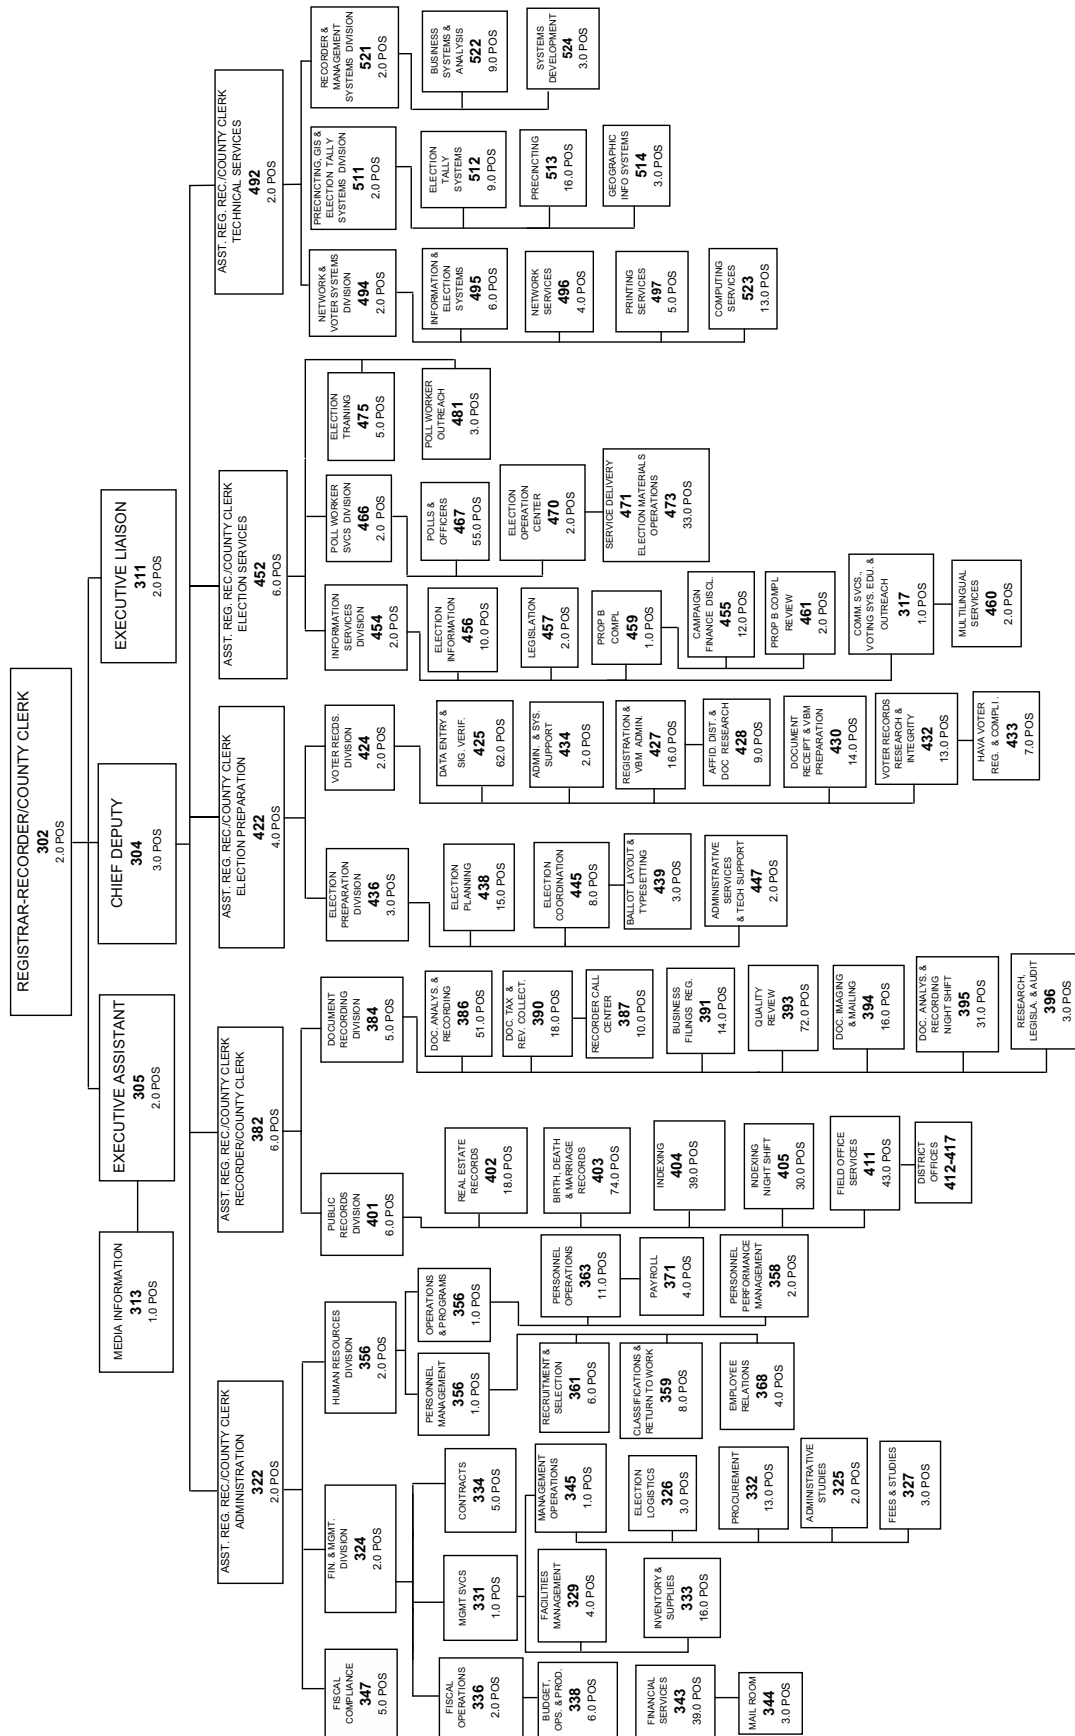 REGISTRAR-RECORDER/COUNTY CLERK
302
2.0 POS
EXECUTIVE ASSISTANT
305
2.0 POS
CHIEF DEPUTY
304
3.0 POS
EXECUTIVE LIAISON
311
2.0 POS
MEDIA INFORMATION
313
1.0 POS
ASST. REG. REC./COUNTY CLERK
ADMINISTRATION
322
2.0 POS
ASST. REG. REC./COUNTY CLERK
RECORDER/COUNTY CLERK
382
6.0 POS
ASST. REG. REC./COUNTY CLERK
ELECTION PREPARATION
422
4.0 POS
ASST. REG. REC./COUNTY CLERK
ELECTION SERVICES
452
6.0 POS
ASST. REG. REC./COUNTY CLERK
TECHNICAL SERVICES
492
2.0 POS
FISCAL
COMPLIANCE
347
5.0 POS
FIN. & MGMT.
DIVISION
324
2.0 POS
HUMAN RESOURCES
DIVISION
356
2.0 POS
FISCAL
OPERATIONS
336
2.0 POS
MGMT SVCS
331
1.0 POS
CONTRACTS
334
5.0 POS
PERSONNEL
MANAGEMENT
356
1.0 POS
OPERATIONS
& PROGRAMS
356
1.0 POS
BUDGET,
OPS. & PROD.
338
6.0 POS
FINANCIAL
SERVICES
343
39.0 POS
MAIL ROOM
344
3.0 POS
FACILITIES
MANAGEMENT
329
4.0 POS
INVENTORY &
SUPPLIES
333
16.0 POS
MANAGEMENT
OPERATIONS
345
1.0 POS
ELECTION
LOGISTICS
326
3.0 POS
PROCUREMENT
332
13.0 POS
ADMINISTRATIVE
STUDIES
325
2.0 POS
FEES & STUDIES
327
3.0 POS
RECRUITMENT &
SELECTION
361
6.0 POS
CLASSIFICATIONS &
RETURN TO WORK
359
8.0 POS
EMPLOYEE
RELATIONS
368
4.0 POS
PERSONNEL
OPERATIONS
363
11.0 POS
PAYROLL
371
4.0 POS
PERSONNEL
PERFORMANCE
MANAGEMENT
358
2.0 POS
PUBLIC
RECORDS
DIVISION
401
6.0 POS
REAL ESTATE
RECORDS
402
18.0 POS
BIRTH, DEATH
& MARRIAGE
RECORDS
403
74.0 POS
INDEXING
404
39.0 POS
INDEXING
NIGHT SHIFT
405
30.0 POS
FIELD OFFICE
SERVICES
411
43.0 POS
DISTRICT
OFFICES
412-417
DOCUMENT
RECORDING
DIVISION
384
5.0 POS
DOC. ANALYS. &
RECORDING
386
51.0 POS
DOC. TAX &
REV. COLLECT.
390
18.0 POS
RECORDER CALL
CENTER
387
10.0 POS
BUSINESS
FILINGS REG.
391
14.0 POS
QUALITY
REVIEW
393
72.0 POS
DOC. IMAGING
& MAILING
394
16.0 POS
DOC. ANALYS. &
RECORDING
NIGHT SHIFT
395
31.0 POS
RESEARCH,
LEGISLA. & AUDIT
396
3.0 POS
ELECTION
PREPARATION
DIVISION
436
3.0 POS
ELECTION
PLANNING
438
15.0 POS
ELECTION
COORDINATION
445
8.0 POS
BALLOT LAYOUT &
TYPESETTING
439
3.0 POS
ADMINISTRATIVE
SERVICES
& TECH SUPPORT
447
2.0 POS
VOTER RECDS.
DIVISION
424
2.0 POS
DATA ENTRY &
SIG. VERIF.
425
62.0 POS
ADMIN. & SYS.
SUPPORT
434
2.0 POS
REGISTRATION &
VBM ADMIN.
427
16.0 POS
AFFID. DIST. &
DOC RESEARCH
428
9.0 POS
DOCUMENT
RECEIPT & VBM
PREPARATION
430
14.0 POS
VOTER RECORDS
RESEARCH &
INTEGRITY
432
13.0 POS
HAVA VOTER
REG. & COMPLI.
433
7.0 POS
INFORMATION
SERVICES
DIVISION
454
2.0 POS
ELECTION
INFORMATION
456
10.0 POS
LEGISLATION
457
2.0 POS
PROP B
COMPL
459
1.0 POS
CAMPAIGN
FINANCE DISCL.
455
12.0 POS
PROP B COMPL
REVIEW
461
2.0 POS
COMM. SVCS.,
VOTING SYS. EDU. &
OUTREACH
317
1.0 POS
MULTILINGUAL
SERVICES
460
2.0 POS
POLL WORKER
SVCS DIVISION
466
2.0 POS
POLLS &
OFFICERS
467
55.0 POS
ELECTION
OPERATION
CENTER
470
2.0 POS
SERVICE DELIVERY
471
ELECTION MATERIALS
OPERATIONS
473
33.0 POS
ELECTION
TRAINING
475
5.0 POS
POLL WORKER
OUTREACH
481
3.0 POS
NETWORK &
VOTER SYSTEMS
DIVISION
494
2.0 POS
INFORMATION &
ELECTION
SYSTEMS
495
6.0 POS
NETWORK
SERVICES
496
4.0 POS
PRINTING
SERVICES
497
5.0 POS
COMPUTING
SERVICES
523
13.0 POS
PRECINCTING, GIS &
ELECTION TALLY
SYSTEMS DIVISION
511
2.0 POS
ELECTION
TALLY
SYSTEMS
512
9.0 POS
PRECINCTING
513
16.0 POS
GEOGRAPHIC
INFO SYSTEMS
514
3.0 POS
RECORDER &
MANAGEMENT
SYSTEMS DIVISION
521
2.0 POS
BUSINESS
SYSTEMS &
ANALYSIS
522
9.0 POS
SYSTEMS
DEVELOPMENT
524
3.0 POS